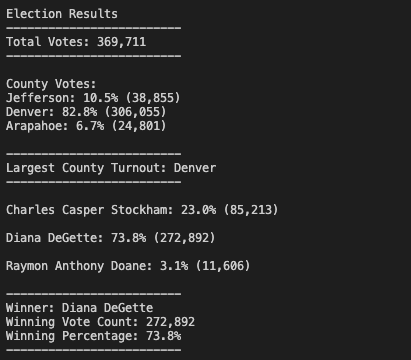 Election Results
-------------------------
Total Votes: 369,711
-------------------------
County Votes:
Jefferson: 10.5% (38,855)
Denver: 82.8% (306,055)
Arapahoe: 6.7% (24,801)
-------------------------
Largest County Turnout: Denver
-------------------------
Charles Casper Stockham: 23.0% (85,213)
Diana DeGette: 73.8% (272,892)
Raymon Anthony Doane: 3.1% (11,606)
-------------------------
Winner: Diana DeGette
Winning Vote Count: 272,892
Winning Percentage: 73.8%
-------------------------